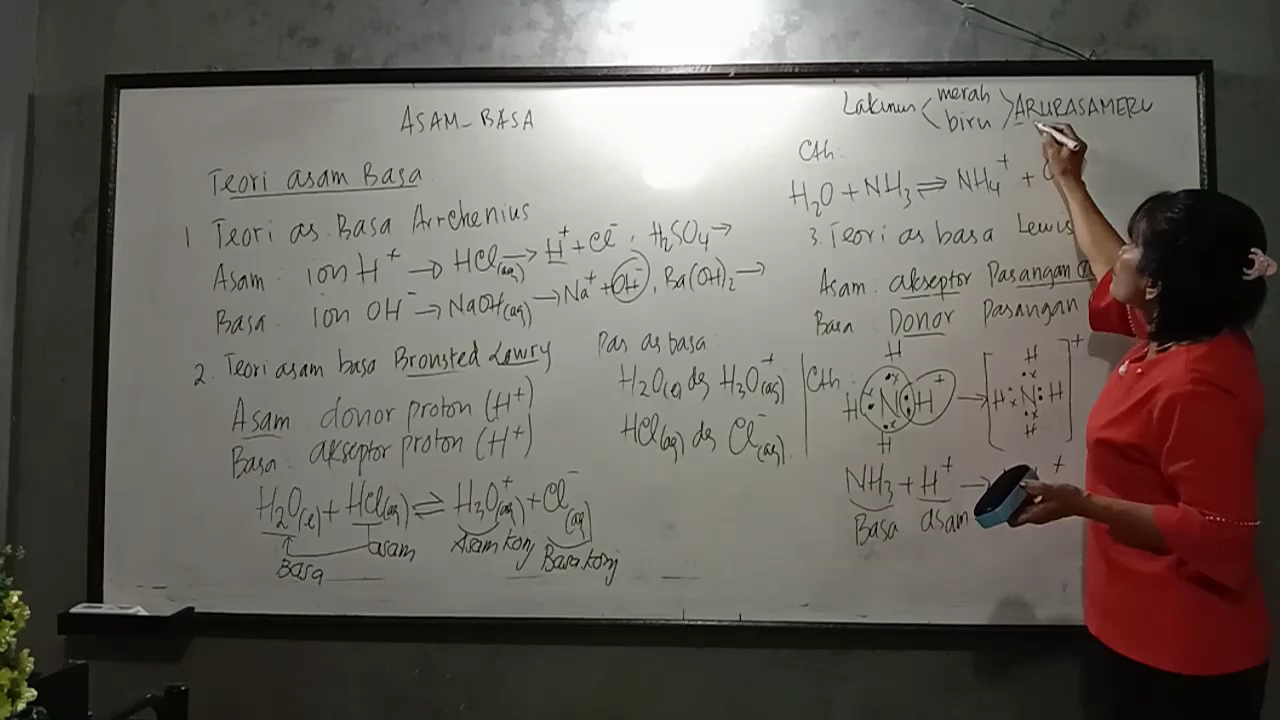 ASAM-BASA
Teori asam Basa
1 Teori as. Basa Arrchenius
Asam : ion H⁺ → HCl(aq) → H⁺ + Cl⁻, H₂SO₄ →
Basa : ion OH⁻ → NaOH(aq) → Na⁺ + OH⁻, Ba(OH)₂ →
2. Teori asam basa Bronsted Lowry
Asam donor proton (H⁺)
Basa : akseptor proton (H⁺)
H₂O(l) + HCl(aq) ⇌ H₃O⁺(aq) + Cl⁻(aq)
Basa asam Asam konj Basa konj
Pas as basa :
H₂O(l) dg H₃O⁺(aq)
HCl(aq) dg Cl⁻(aq)
Lakmus < merah biru > ARURASAMERU
Cth :
H₂O + NH₃ ⇌ NH₄⁺ +
3. Teori as basa Lewis
Asam : akseptor Pasangan
Basa Donor Pasangan
Cth :
H
H N H⁺ → [H N H]⁺
H
H
H
NH₃ + H⁺ → +
Basa asam